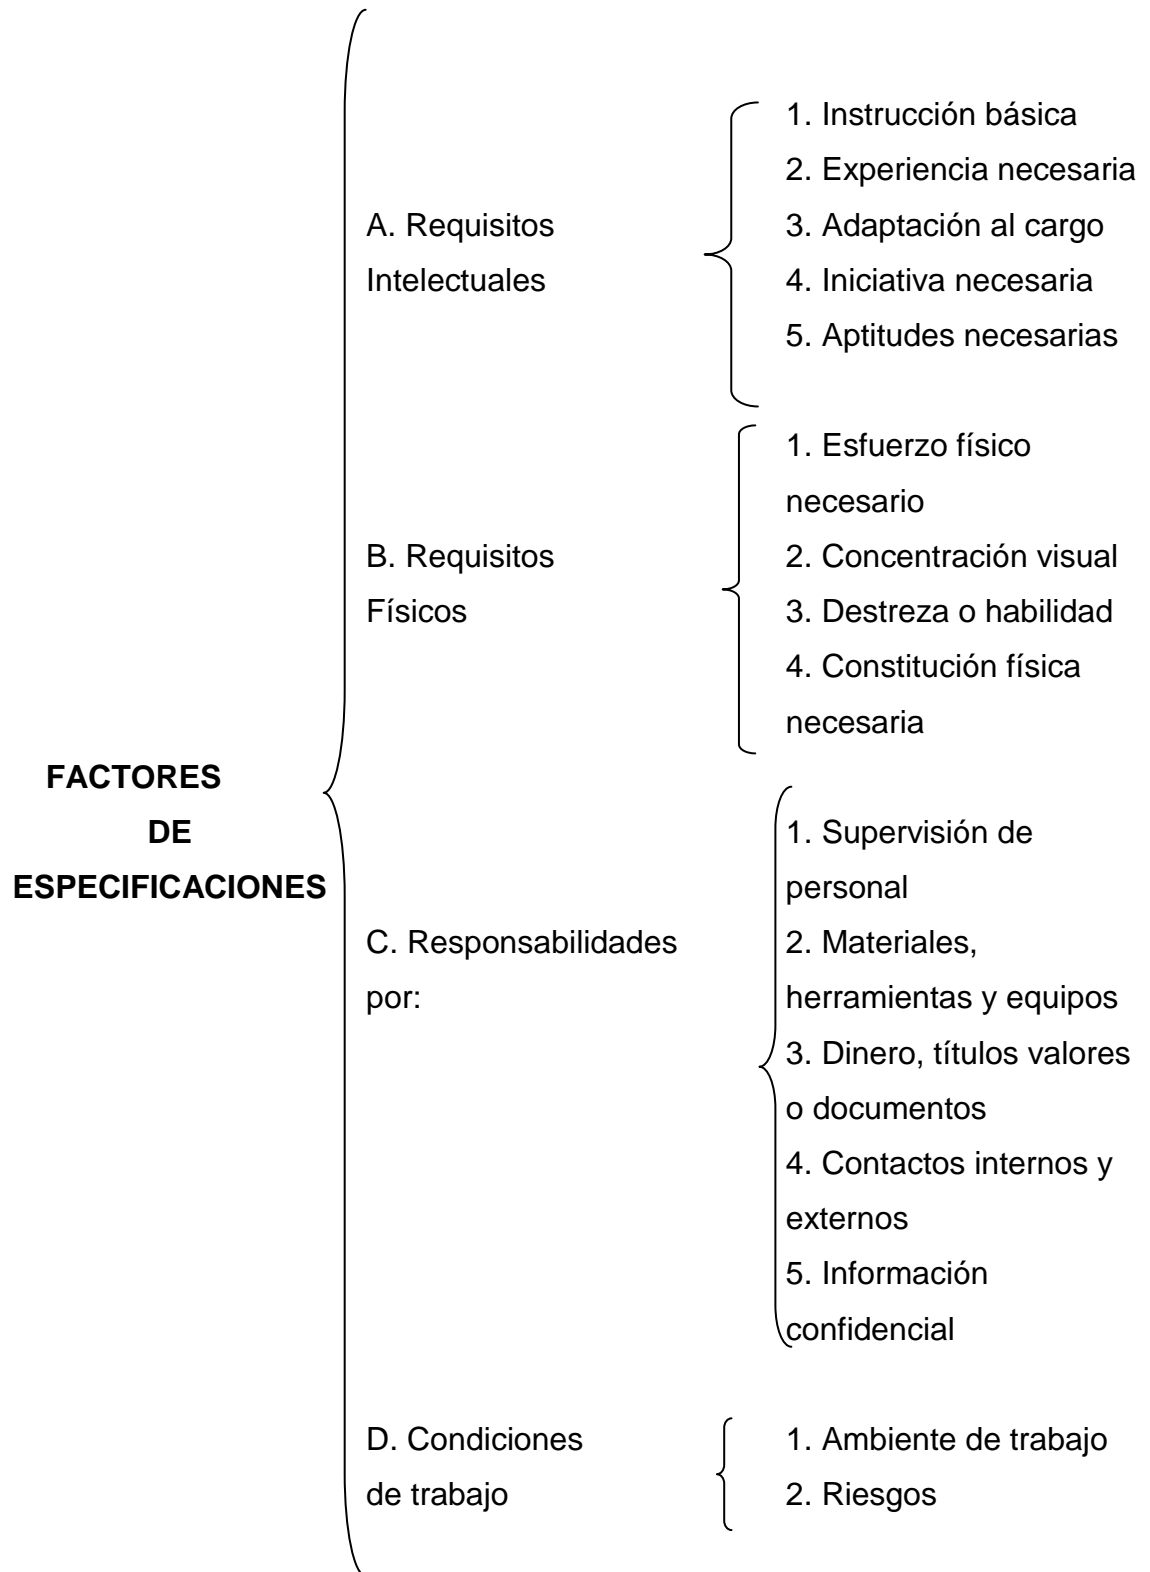 FACTORES
DE
ESPECIFICACIONES
A. Requisitos
Intelectuales
1. Instrucción básica
2. Experiencia necesaria
3. Adaptación al cargo
4. Iniciativa necesaria
5. Aptitudes necesarias
B. Requisitos
Físicos
1. Esfuerzo físico
necesario
2. Concentración visual
3. Destreza o habilidad
4. Constitución física
necesaria
C. Responsabilidades
por:
1. Supervisión de
personal
2. Materiales,
herramientas y equipos
3. Dinero, títulos valores
o documentos
4. Contactos internos y
externos
5. Información
confidencial
D. Condiciones
de trabajo
1. Ambiente de trabajo
2. Riesgos